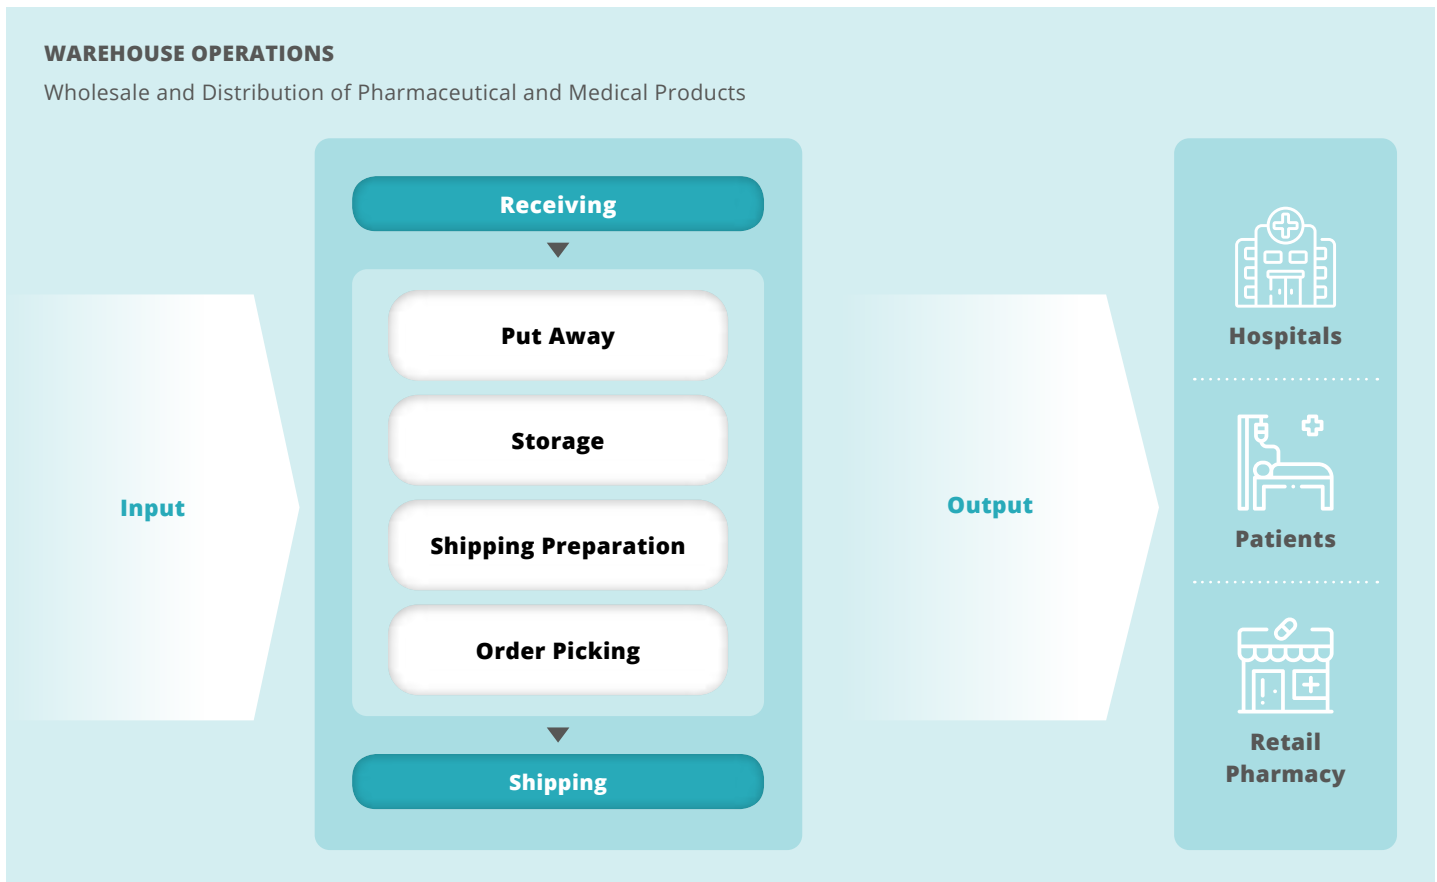 WAREHOUSE OPERATIONS
Wholesale and Distribution of Pharmaceutical and Medical Products
Input
Receiving
Put Away
Storage
Shipping Preparation
Order Picking
Shipping
Output
Hospitals
Patients
Retail
Pharmacy